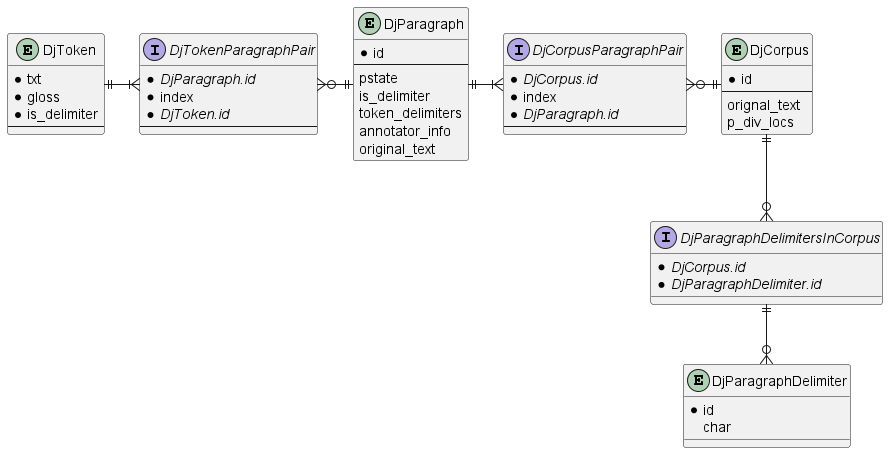 E DjToken
txt
gloss
is_delimiter
I DjTokenParagraphPair
DjParagraph.id
index
DjToken.id
E DjParagraph
id
pstate
is_delimiter
token_delimiters
annotator_info
original_text
I DjCorpusParagraphPair
DjCorpus.id
index
DjParagraph.id
E DjCorpus
id
orignal_text
p_div_locs
I DjParagraphDelimitersInCorpus
DjCorpus.id
DjParagraphDelimiter.id
E DjParagraphDelimiter
id
char